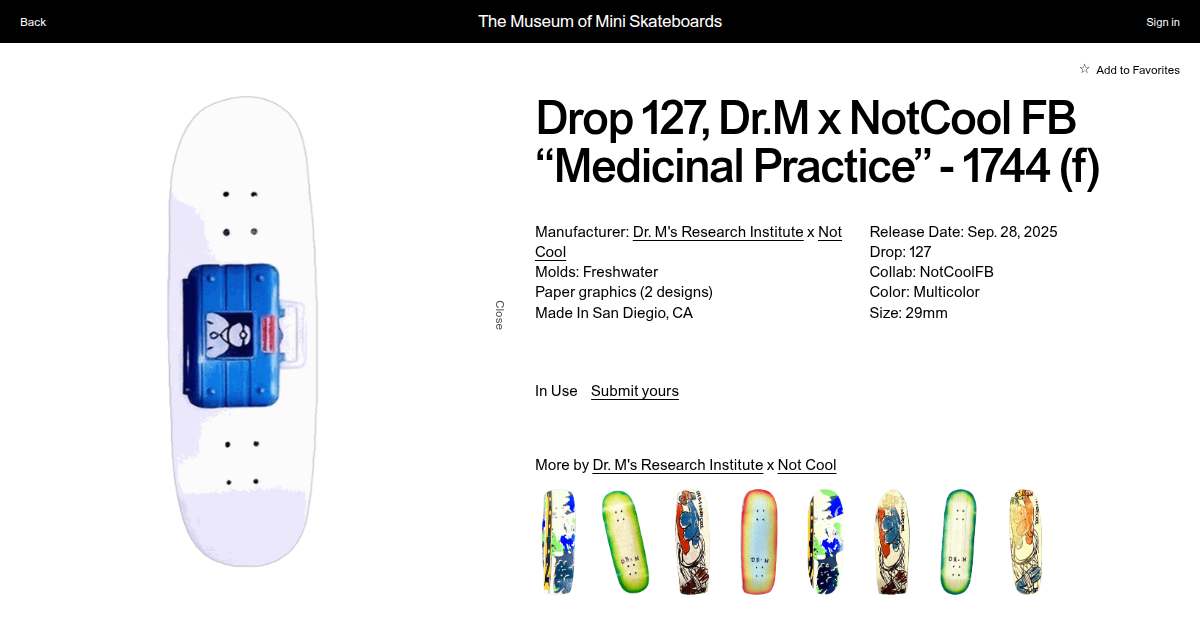 Back
The Museum of Mini Skateboards
Sign in
☆ Add to Favorites
Drop 127, Dr.M x NotCool FB
“Medicinal Practice” - 1744 (f)
Manufacturer: Dr. M's Research Institute x Not
Cool
Molds: Freshwater
Paper graphics (2 designs)
Made In San Diegio, CA
Release Date: Sep. 28, 2025
Drop: 127
Collab: NotCoolFB
Color: Multicolor
Size: 29mm
Close
In Use Submit yours
More by Dr. M's Research Institute x Not Cool
DR. M
DR. M
DR. M